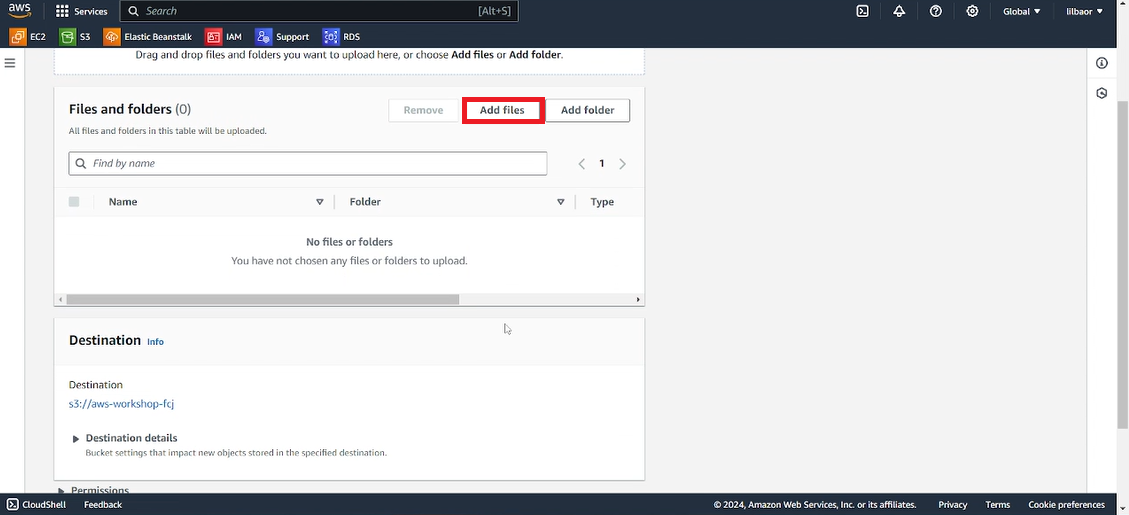 aws
Services
Search
[Alt+S]
Global
lilbaor
EC2
S3
Elastic Beanstalk
IAM
Support
RDS
Drag and drop files and folders you want to upload here, or choose Add files or Add folder.
Files and folders (0)
Remove
Add files
Add folder
All files and folders in this table will be uploaded.
Find by name
1
Name
Folder
Type
No files or folders
You have not chosen any files or folders to upload.
Destination
Info
Destination
s3://aws-workshop-fcj
Destination details
Bucket settings that impact new objects stored in the specified destination.
Permissions
CloudShell
Feedback
© 2024, Amazon Web Services, Inc. or its affiliates.
Privacy
Terms
Cookie preferences